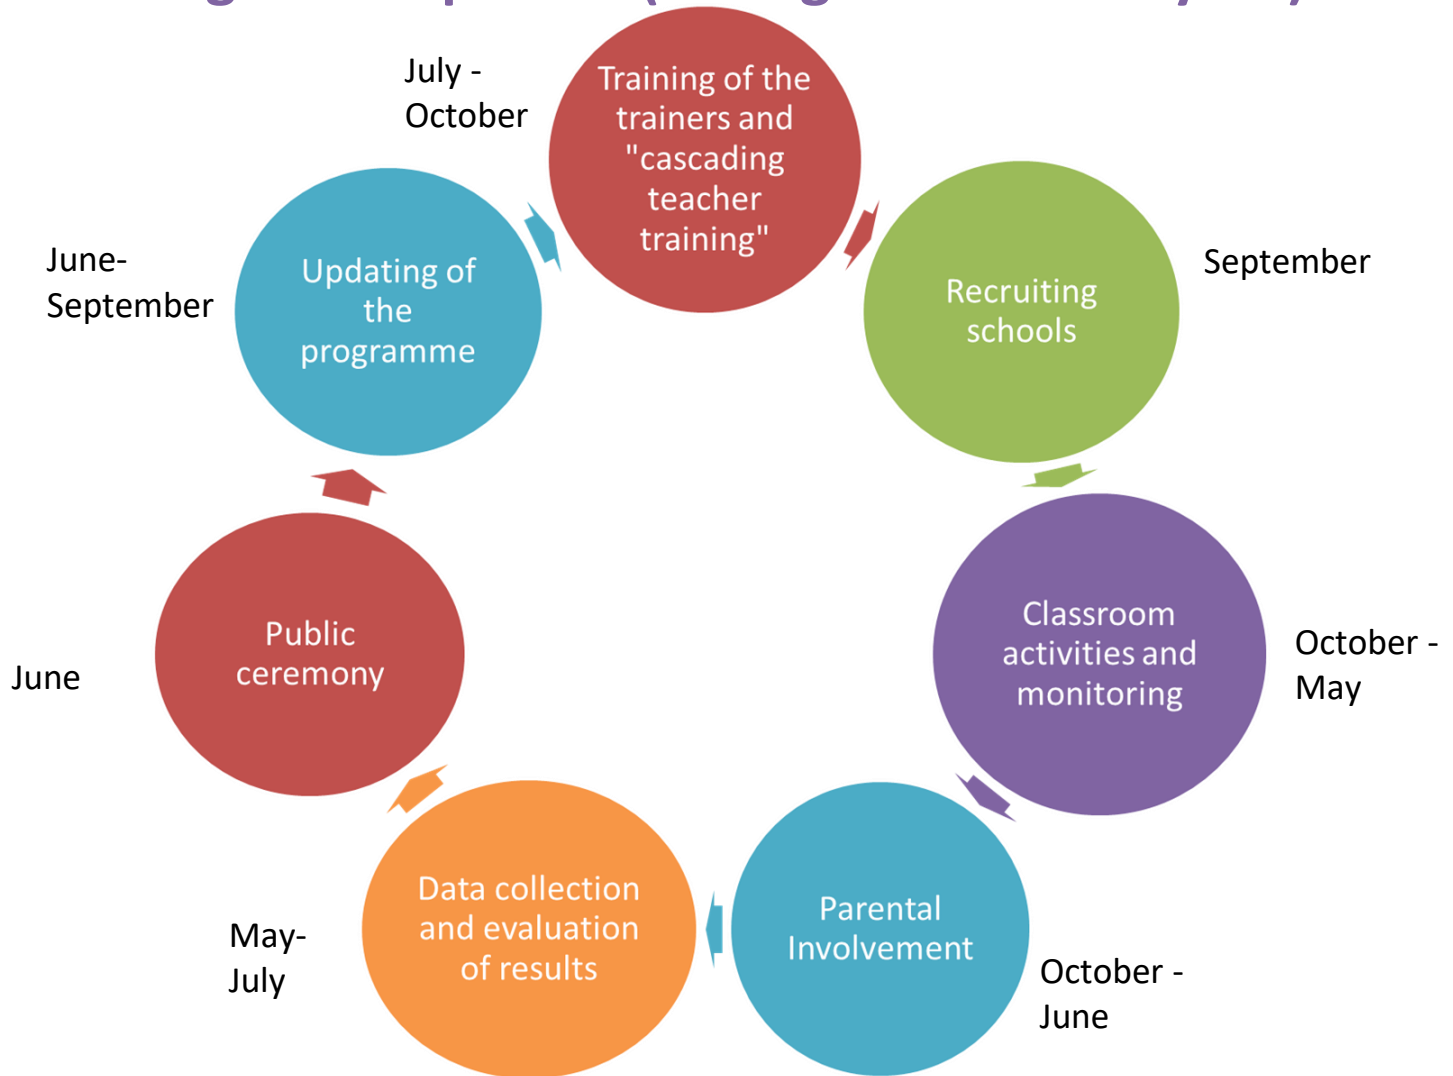 July -
October
Training of the
trainers and
"cascading
teacher
training"
Recruiting
schools
September
Classroom
activities and
monitoring
October -
May
Parental
Involvement
October -
June
Data collection
and evaluation
of results
May-
July
Public
ceremony
June
Updating of
the
programme
June-
September